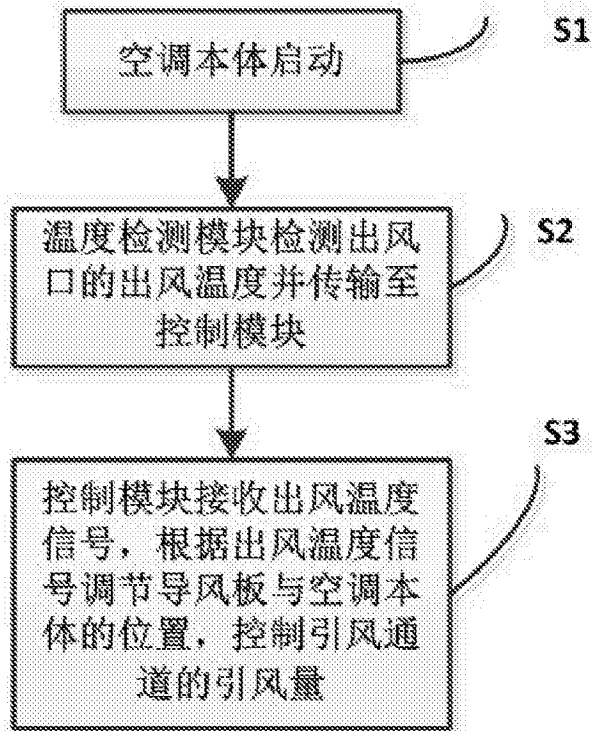 空调本体启动
S1
温度检测模块检测出风
口的出风温度并传输至
控制模块
S2
控制模块接收出风温度
信号，根据出风温度信
号调节导风板与空调本
体的位置，控制引风通
道的引风量
S3